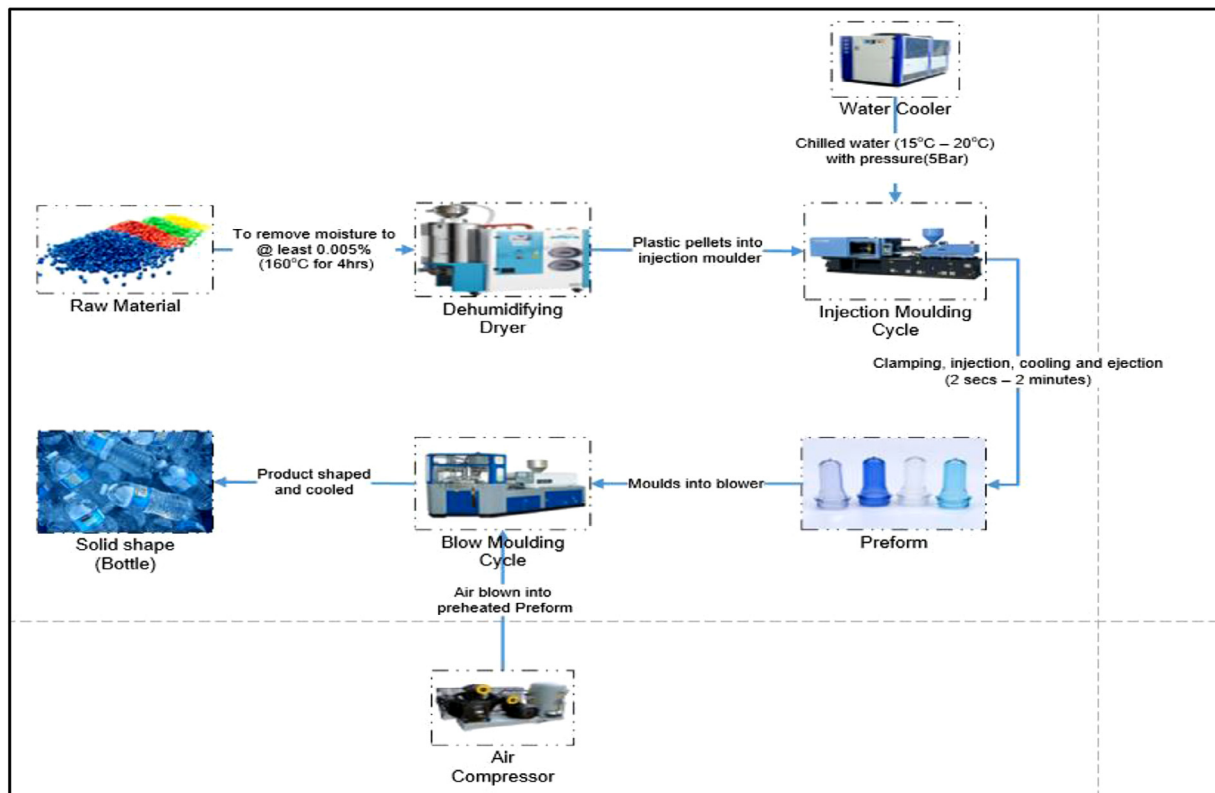 Water Cooler
Chilled water (15°C – 20°C)
with pressure(5Bar)
To remove moisture to
@ least 0.005%
(160°C for 4hrs)
Plastic pellets into
injection moulder
Raw Material
Dehumidifying
Dryer
Injection Moulding
Cycle
Clamping, injection, cooling and ejection
(2 secs – 2 minutes)
Product shaped
and cooled
Moulds into blower
Solid shape
(Bottle)
Blow Moulding
Cycle
Preform
Air blown into
preheated Preform
Air
Compressor